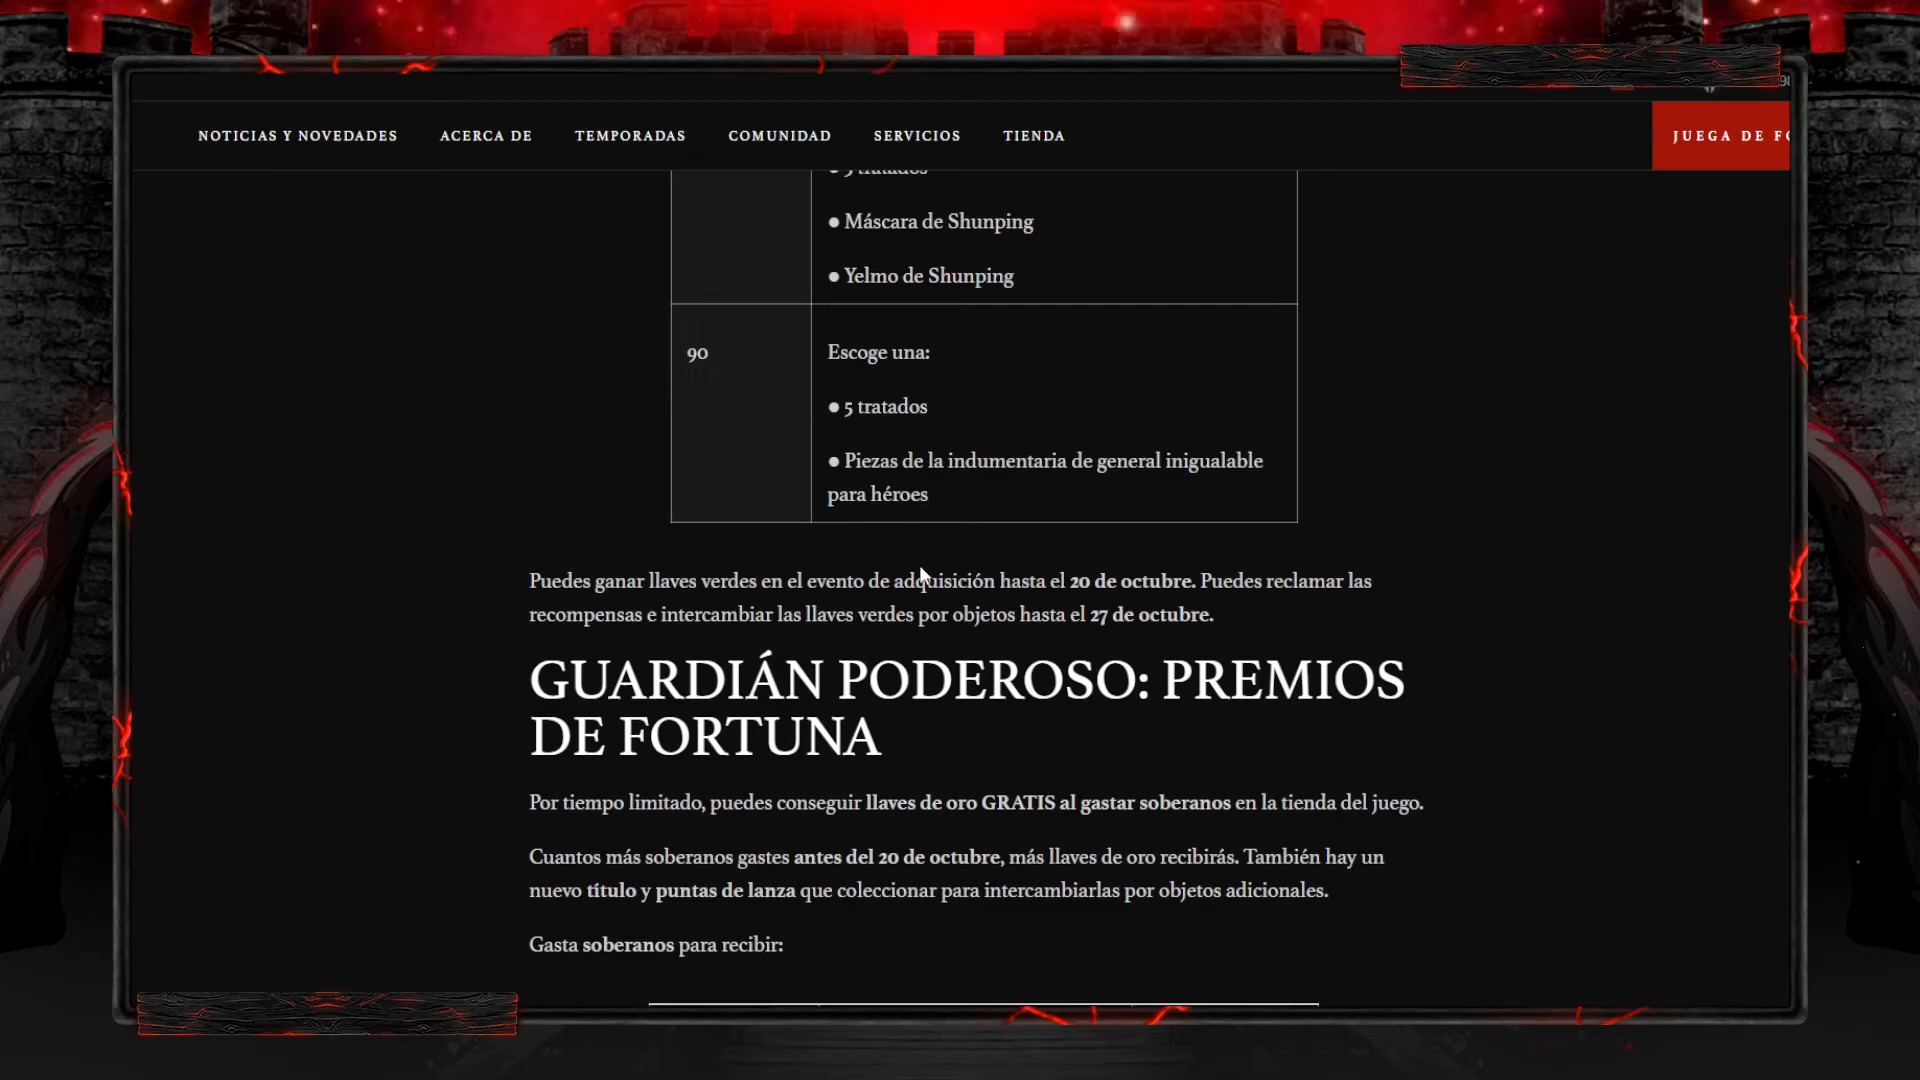 NOTICIAS Y NOVEDADES ACERCA DE TEMPORADAS COMUNIDAD SERVICIOS TIENDA JUEGA DE
tratados
● Máscara de Shunping
● Yelmo de Shunping
90
Escoge una:
● 5 tratados
● Piezas de la indumentaria de general inigualable
para héroes
Puedes ganar llaves verdes en el evento de adquisición hasta el 20 de octubre. Puedes reclamar las
recompensas e intercambiar las llaves verdes por objetos hasta el 27 de octubre.
GUARDIÁN PODEROSO: PREMIOS
DE FORTUNA
Por tiempo limitado, puedes conseguir llaves de oro GRATIS al gastar soberanos en la tienda del juego.
Cuantos más soberanos gastes antes del 20 de octubre, más llaves de oro recibirás. También hay un
nuevo título y puntas de lanza que coleccionar para intercambiarlas por objetos adicionales.
Gasta soberanos para recibir: